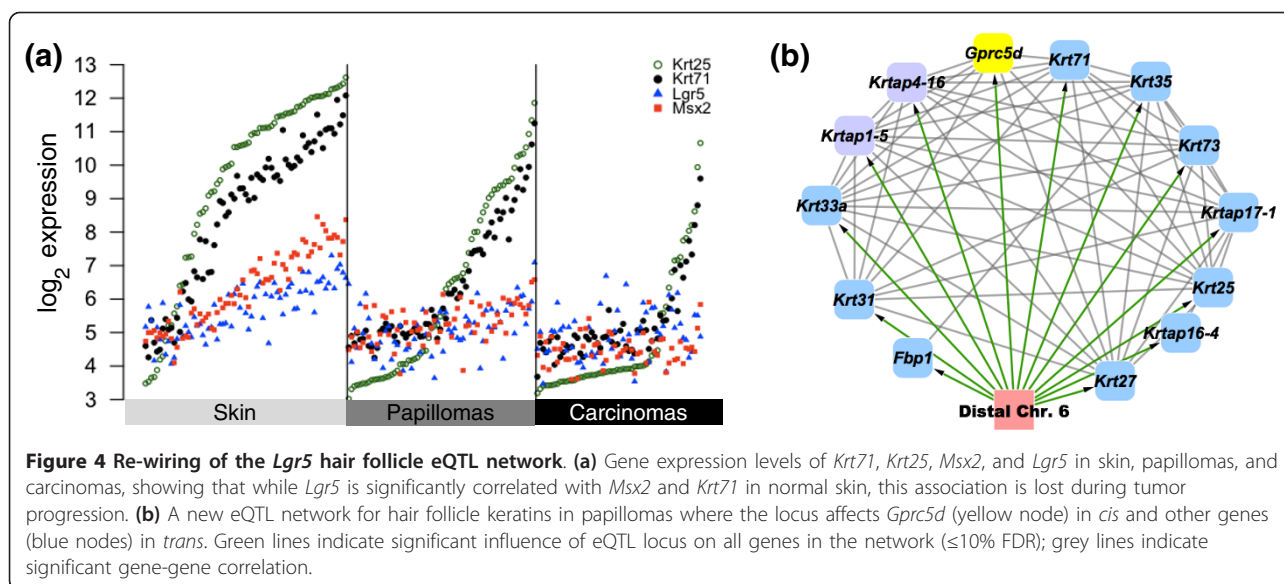 (a)
13
12
11
10
9
8
7
6
5
4
3
log2 expression
Krt25
Krt71
Lgr5
Msx2
Skin
Papillomas
Carcinomas
(b)
Gprc5d
Krt71
Krtap4-16
Krt35
Krtap1-5
Krt73
Krt33a
Krtap17-1
Krt31
Krt25
Krtap16-4
Fbp1
Krt27
Distal Chr. 6
Figure 4 Re-wiring of the Lgr5 hair follicle eQTL network. (a) Gene expression levels of Krt71, Krt25, Msx2, and Lgr5 in skin, papillomas, and
carcinomas, showing that while Lgr5 is significantly correlated with Msx2 and Krt71 in normal skin, this association is lost during tumor
progression. (b) A new eQTL network for hair follicle keratins in papillomas where the locus affects Gprc5d (yellow node) in cis and other genes
(blue nodes) in trans. Green lines indicate significant influence of eQTL locus on all genes in the network (≤10% FDR); grey lines indicate
significant gene-gene correlation.